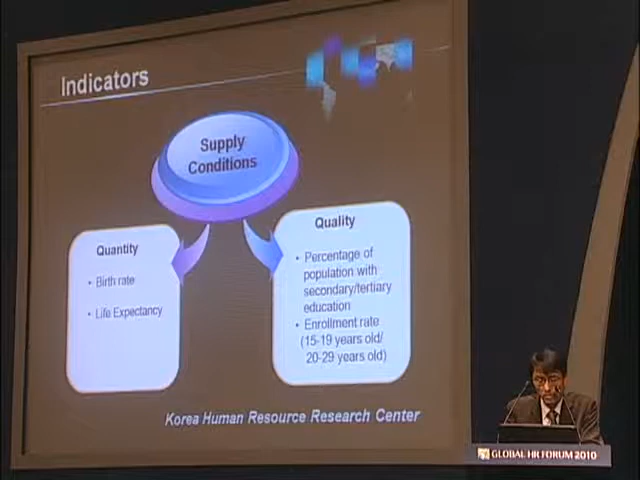 Indicators
Supply
Conditions
Quantity
• Birth rate
• Life Expectancy
Quality
• Percentage of
population with
secondary/tertiary
education
• Enrollment rate
(15-19 years old/
20-29 years old)
Korea Human Resource Research Center
GLOBAL HR FORUM 2010